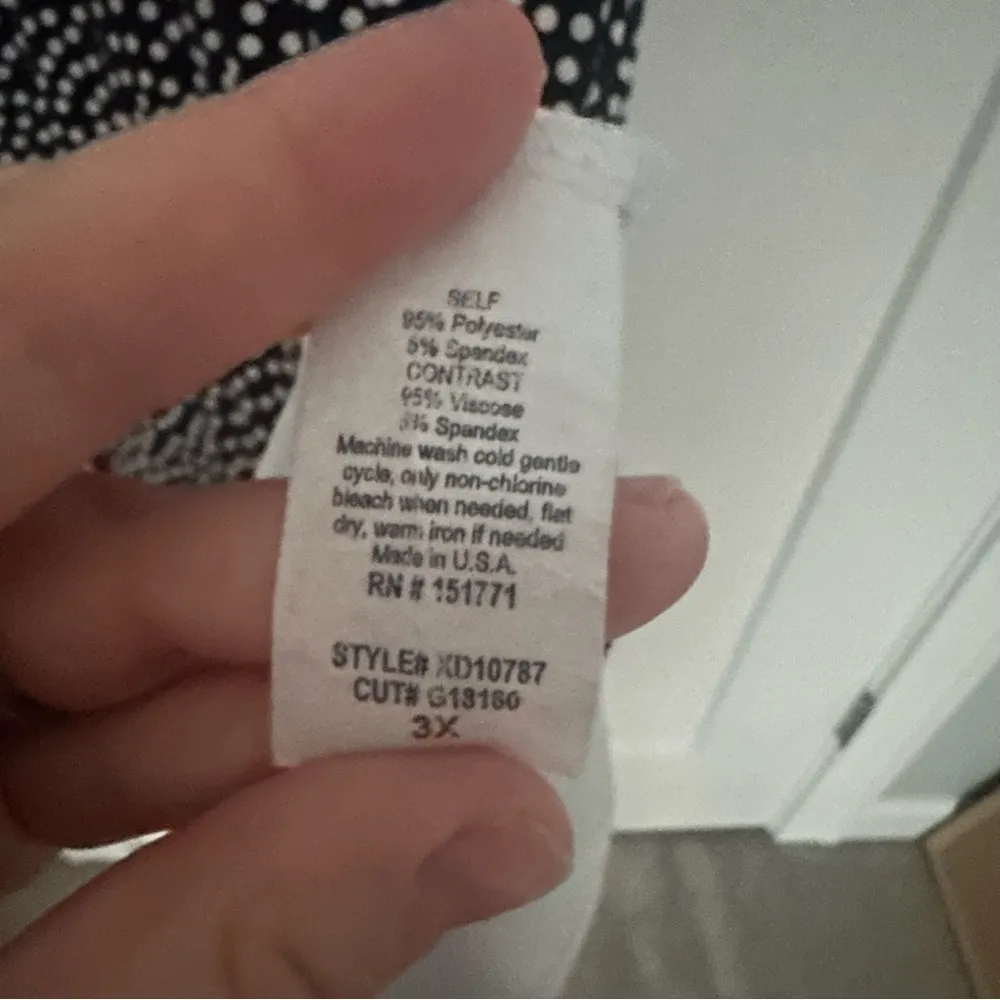 SELF
95% Polyester
5% Spandex
CONTRAST
95% Viscose
5% Spandex
Machine wash cold gentle
cycle, only non-chlorine
bleach when needed, flat
dry, warm iron if needed
Made in U.S.A.
RN # 151771
STYLE# XD10787
CUT# G18160
3X